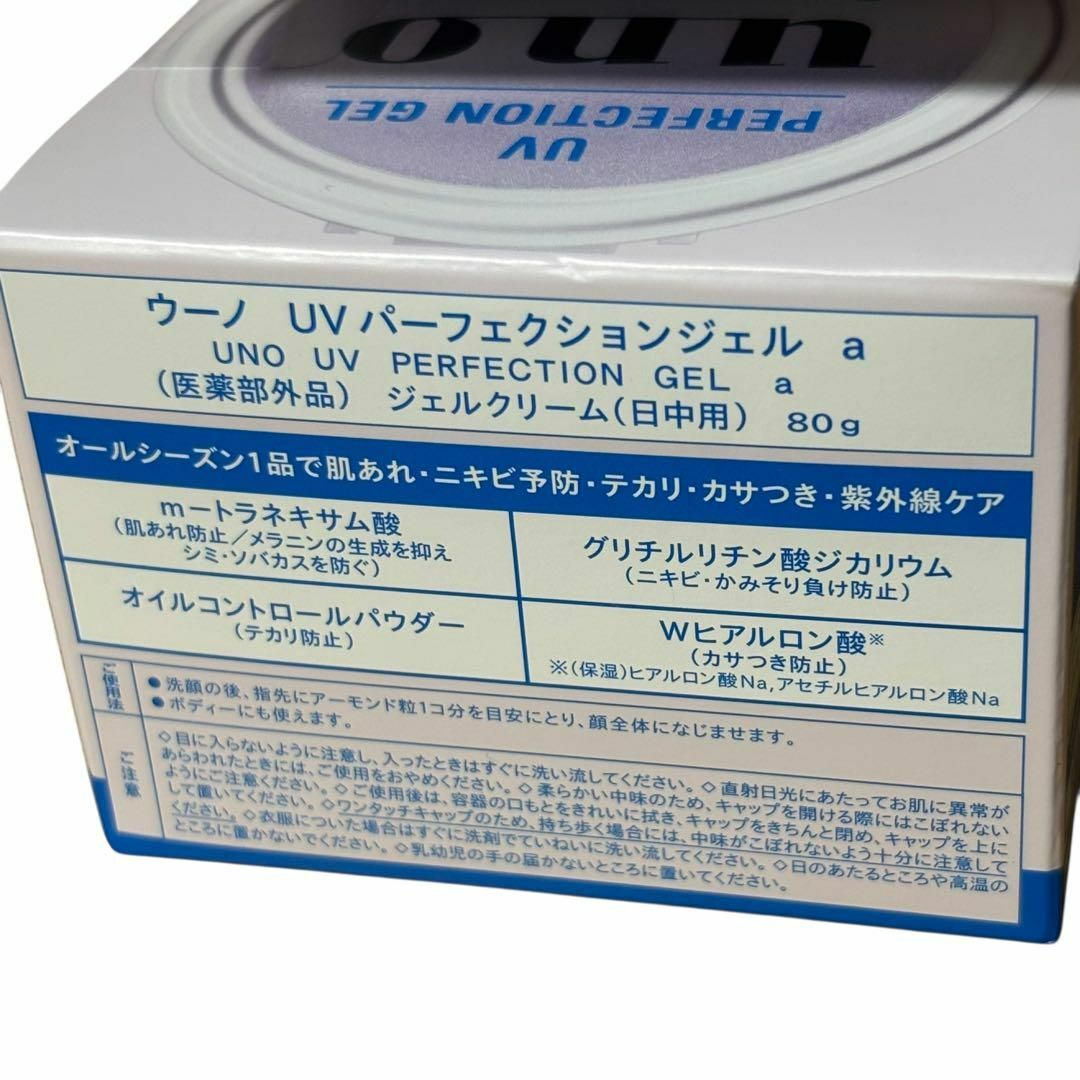 uno
PERFECTION GEL
UV
ウーノ UVパーフェクションジェル a
UNO UV PERFECTION GEL a
(医薬部外品) ジェルクリーム(日中用) 80g
オールシーズン1品で肌あれ・ニキビ予防・テカリ・カサつき・紫外線ケア
m－トラネキサム酸
(肌あれ防止/メラニンの生成を抑え
シミ・ソバカスを防ぐ)
グリチルリチン酸ジカリウム
(ニキビ・かみそり負け防止)
オイルコントロールパウダー
(テカリ防止)
Wヒアルロン酸※
(カサつき防止)
※(保湿)ヒアルロン酸Na,アセチルヒアルロン酸Na
ご使用法
●洗顔の後、指先にアーモンド粒1コ分を目安にとり、顔全体になじませます。
●ボディーにも使えます。
ご注意
◇目に入らないように注意し、入ったときはすぐに洗い流してください。◇直射日光にあたってお肌に異常が
あらわれたときには、ご使用をおやめください。◇柔らかい中味のため、キャップを開ける際にはこぼれない
ようにご注意ください。◇ご使用後は、容器の口もとをきれいに拭き、キャップをきちんと閉め、キャップを上に
して置いてください。◇ワンタッチキャップのため、持ち歩く場合には、中味がこぼれないよう十分に注意して
ください。◇衣服についた場合はすぐに洗剤でていねいに洗い流してください。◇日のあたるところや高温の
ところに置かないでください。◇乳幼児の手の届かないところに置いてください。